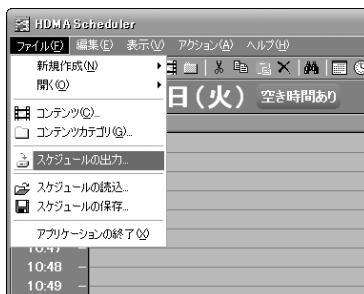 HDMA Scheduler
ファイル(F) 編集(E) 表示(V) アクション(A) ヘルプ(H)
新規作成(N)
開く(O)
日(火) 空き時間あり
コンテンツ(C)...
コンテンツカテゴリ(G)...
スケジュールの出力...
スケジュールの読込...
スケジュールの保存...
アプリケーションの終了(X)
10:47
10:48
10:49